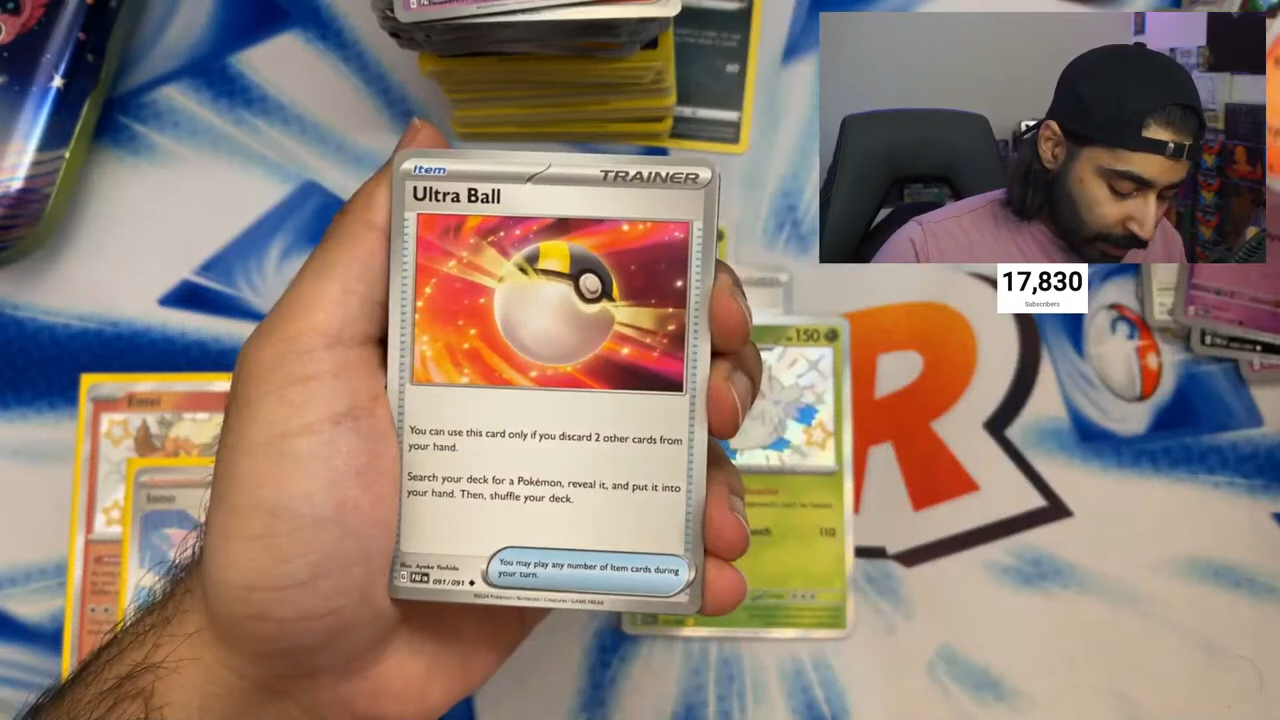 Item
TRAINER
Ultra Ball
You can use this card only if you discard 2 other cards from
your hand.
Search your deck for a Pokémon, reveal it, and put it into
your hand. Then, shuffle your deck.
Illus. Ayaka Yoshida
G PAF EN 091/091
You may play any number of Item cards during
your turn.
©2024 Pokémon / Nintendo / Creatures / GAME FREAK
17,830
Subscribers
150
110
Entei
Iono
R